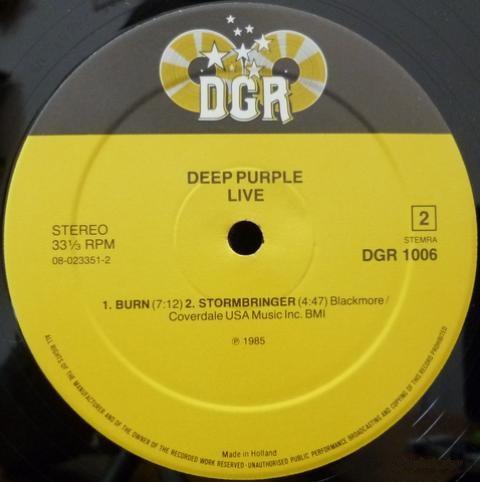 DGR
DEEP PURPLE
LIVE
STEREO
33⅓ RPM
08-023351-2
2
STEMRA
DGR 1006
1. BURN (7:12) 2. STORMBRINGER (4:47) Blackmore/
Coverdale USA Music Inc. BMI
℗ 1985
ALL RIGHTS OF THE MANUFACTURER AND OF THE OWNER OF THE RECORDED WORK RESERVED · UNAUTHORISED PUBLIC PERFORMANCE BROADCASTING AND COPYING OF THIS RECORD PROHIBITED
Made in Holland